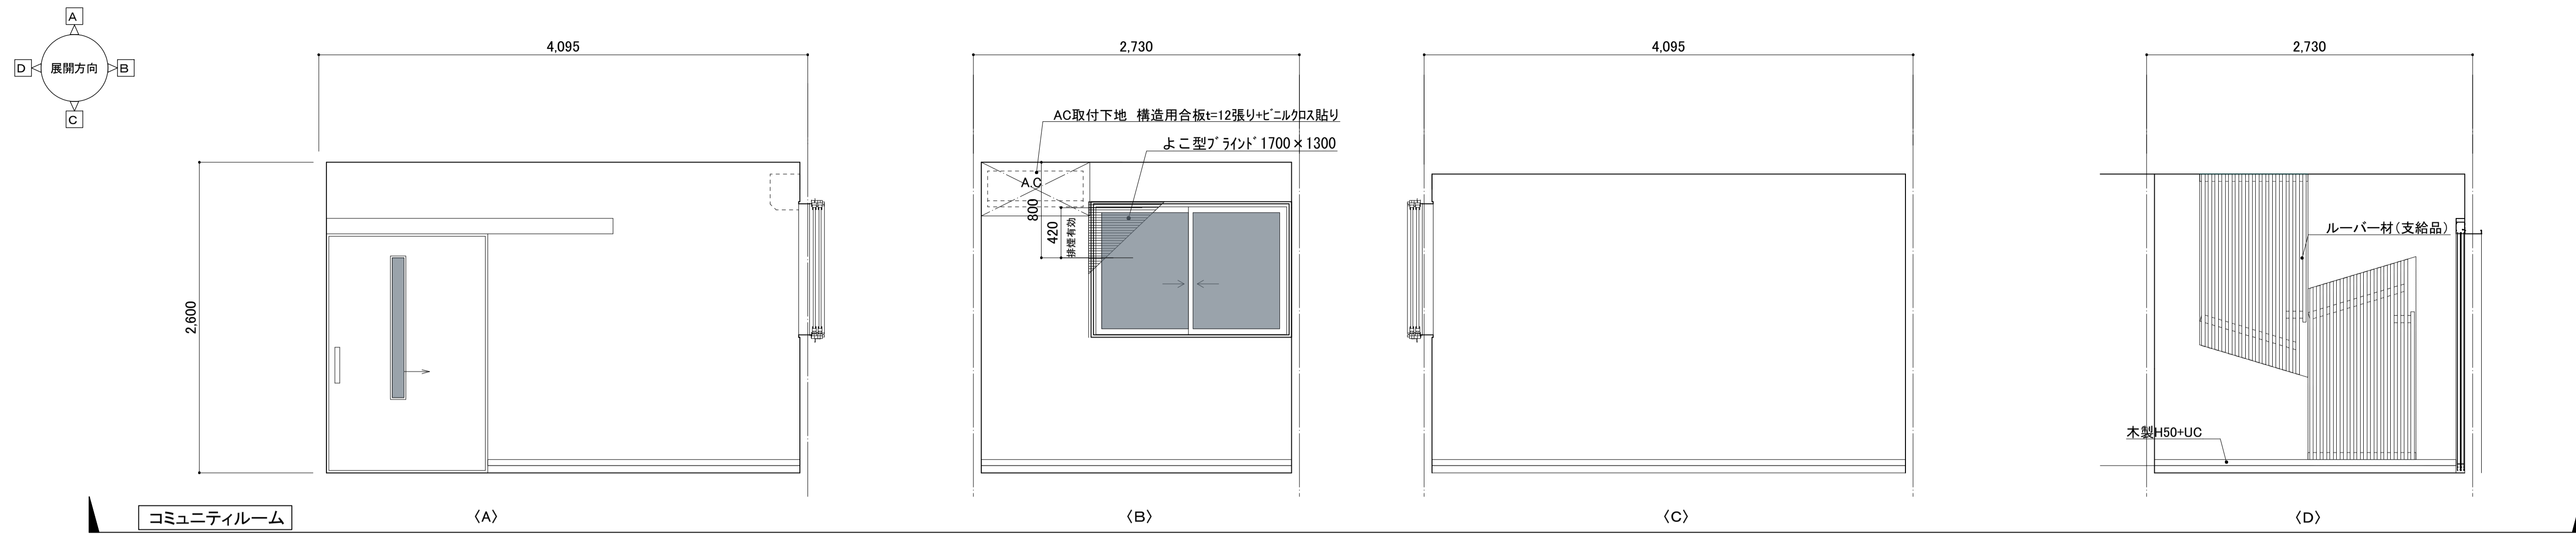 A
展開方向
D
B
C
4,095
2,730
4,095
2,730
AC取付下地 構造用合板t=12張り+ﾋﾞﾆﾙｸﾛｽ貼り
よこ型ﾌﾞﾗｲﾝﾄﾞ1700×1300
A.C
800
420
排煙有効
2,600
ルーバー材(支給品)
木製H50+UC
コミュニティルーム
〈A〉
〈B〉
〈C〉
〈D〉